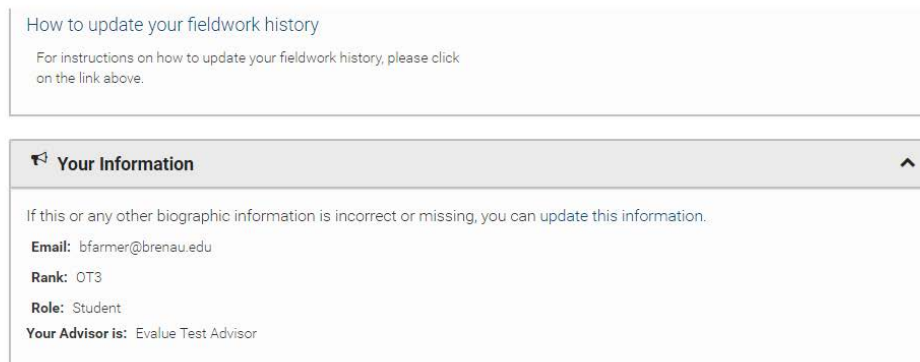 How to update your fieldwork history
For instructions on how to update your fieldwork history, please click
on the link above.
Your Information
If this or any other biographic information is incorrect or missing, you can update this information.
Email: bfarmer@brenau.edu
Rank: OT3
Role: Student
Your Advisor is: Evalue Test Advisor